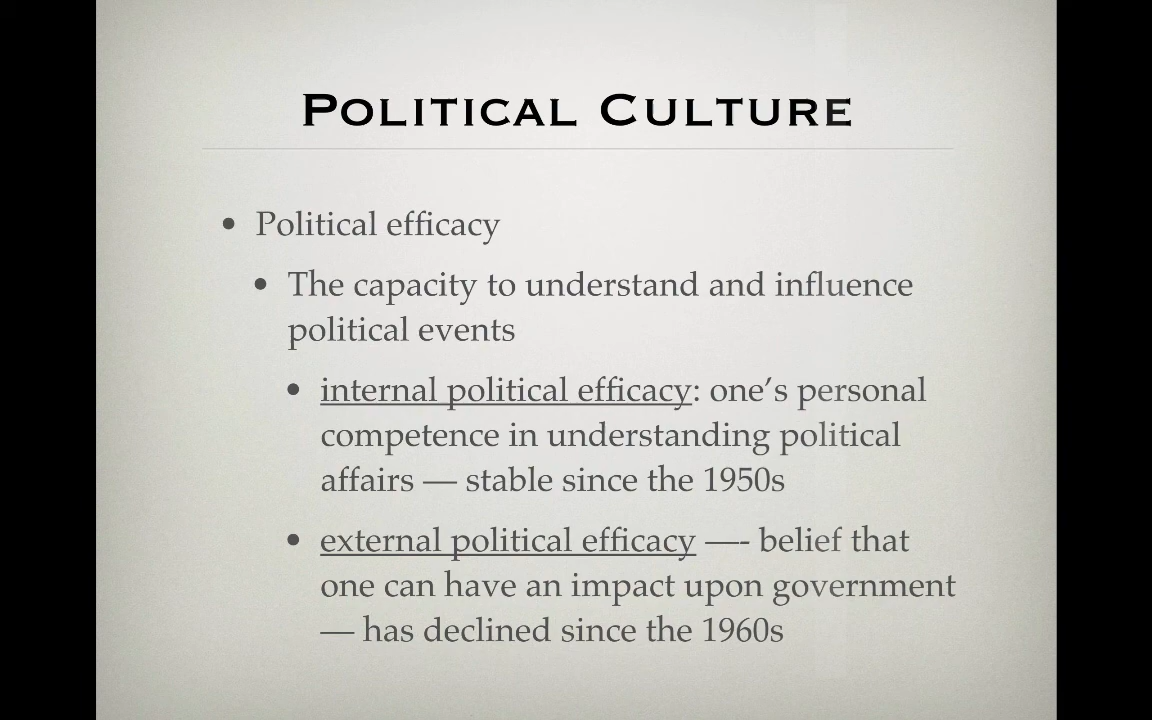 Political Culture
• Political efficacy
• The capacity to understand and influence
political events
• internal political efficacy: one’s personal
competence in understanding political
affairs — stable since the 1950s
• external political efficacy —- belief that
one can have an impact upon government
— has declined since the 1960s